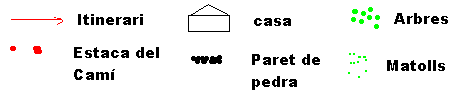 Itinerari
casa
Arbres
Estaca del
Camí
Paret de
pedra
Matolls